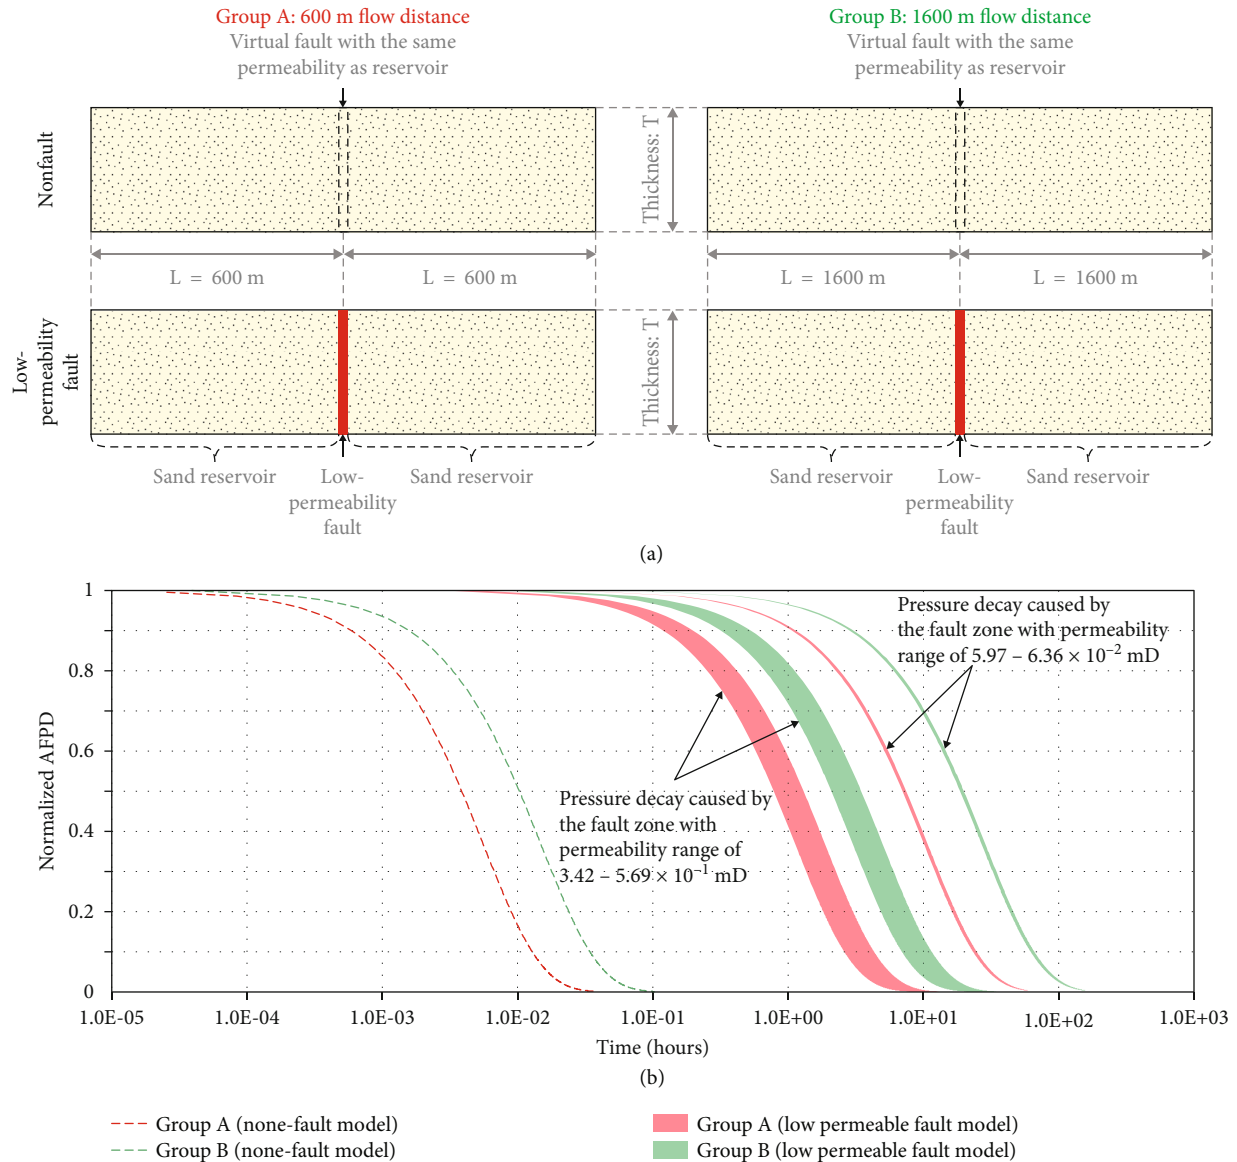 Group A: 600 m flow distance
Virtual fault with the same
permeability as reservoir
Group B: 1600 m flow distance
Virtual fault with the same
permeability as reservoir
Nonfault
Thickness: T
L = 600 m
L = 600 m
L = 1600 m
L = 1600 m
Low-
permeability
fault
Thickness: T
Sand reservoir
Low-
permeability
fault
Sand reservoir
Sand reservoir
Low-
permeability
fault
Sand reservoir
(a)
Normalized AFPD
1
0.8
0.6
0.4
0.2
0
Pressure decay caused by
the fault zone with permeability
range of 5.97 – 6.36 × 10⁻² mD
Pressure decay caused by
the fault zone with
permeability range of
3.42 – 5.69 × 10⁻¹ mD
1.0E-05
1.0E-04
1.0E-03
1.0E-02
1.0E-01
1.0E+00
1.0E+01
1.0E+02
1.0E+03
Time (hours)
(b)
Group A (none-fault model)
Group B (none-fault model)
Group A (low permeable fault model)
Group B (low permeable fault model)